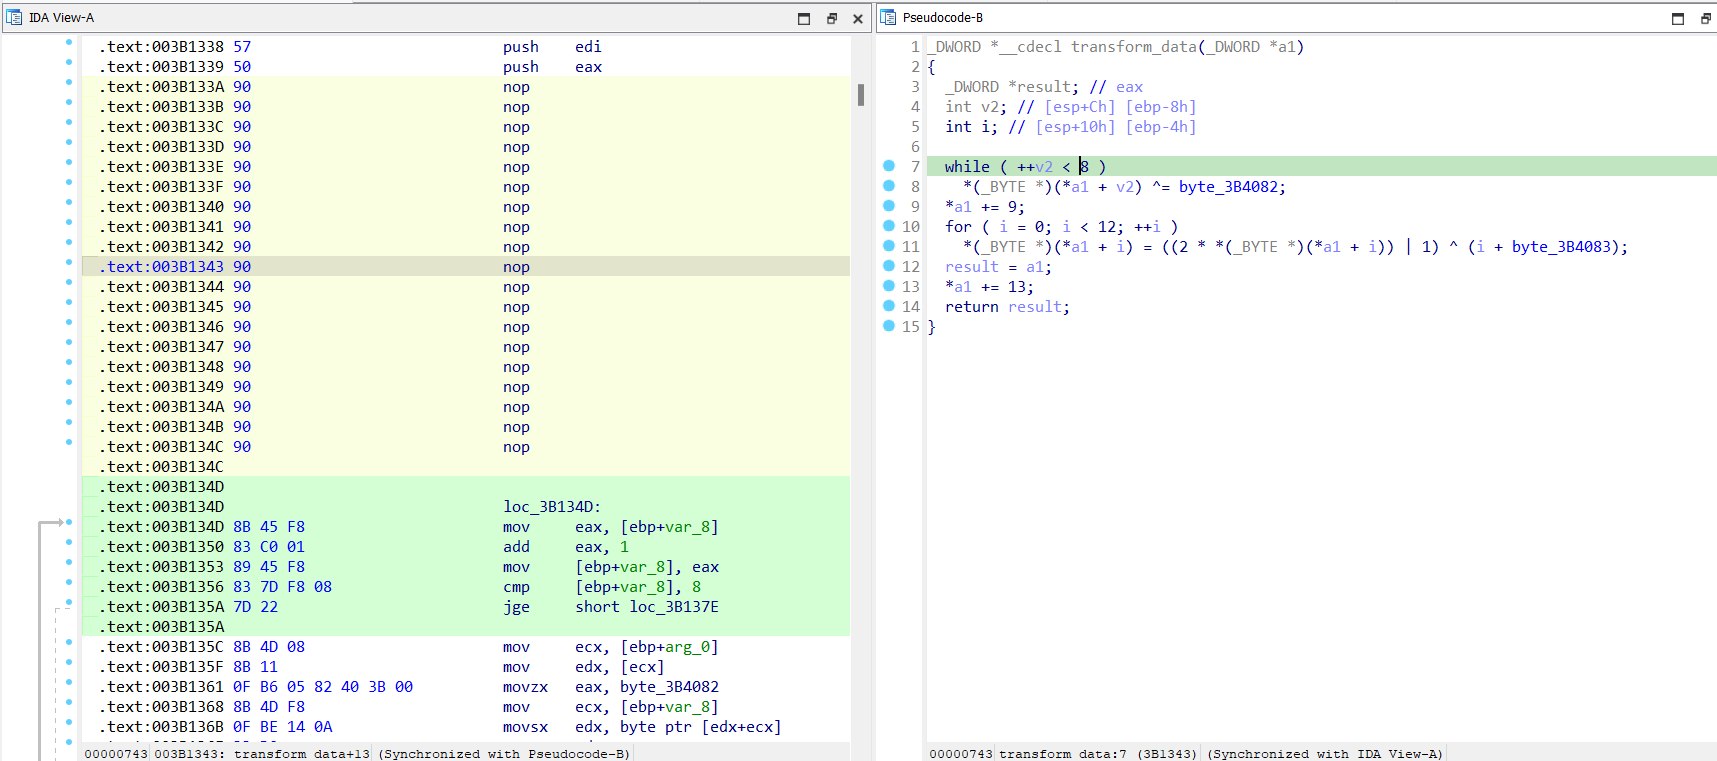 IDA View-A
.text:003B1338 57 push edi
.text:003B1339 50 push eax
.text:003B133A 90 nop
.text:003B133B 90 nop
.text:003B133C 90 nop
.text:003B133D 90 nop
.text:003B133E 90 nop
.text:003B133F 90 nop
.text:003B1340 90 nop
.text:003B1341 90 nop
.text:003B1342 90 nop
.text:003B1343 90 nop
.text:003B1344 90 nop
.text:003B1345 90 nop
.text:003B1346 90 nop
.text:003B1347 90 nop
.text:003B1348 90 nop
.text:003B1349 90 nop
.text:003B134A 90 nop
.text:003B134B 90 nop
.text:003B134C 90 nop
.text:003B134C
.text:003B134D
.text:003B134D loc_3B134D:
.text:003B134D 8B 45 F8 mov eax, [ebp+var_8]
.text:003B1350 83 C0 01 add eax, 1
.text:003B1353 89 45 F8 mov [ebp+var_8], eax
.text:003B1356 83 7D F8 08 cmp [ebp+var_8], 8
.text:003B135A 7D 22 jge short loc_3B137E
.text:003B135A
.text:003B135C 8B 4D 08 mov ecx, [ebp+arg_0]
.text:003B135F 8B 11 mov edx, [ecx]
.text:003B1361 0F B6 05 82 40 3B 00 movzx eax, byte_3B4082
.text:003B1368 8B 4D F8 mov ecx, [ebp+var_8]
.text:003B136B 0F BE 14 0A movsx edx, byte ptr [edx+ecx]
00000743 003B1343: transform data+13 (Synchronized with Pseudocode-B)
Pseudocode-B
1 _DWORD *__cdecl transform_data(_DWORD *a1)
2 {
3 _DWORD *result; // eax
4 int v2; // [esp+Ch] [ebp-8h]
5 int i; // [esp+10h] [ebp-4h]
6
7 while ( ++v2 < 8 )
8 *(_BYTE *)(*a1 + v2) ^= byte_3B4082;
9 *a1 += 9;
10 for ( i = 0; i < 12; ++i )
11 *(_BYTE *)(*a1 + i) = ((2 * *(_BYTE *)(*a1 + i)) | 1) ^ (i + byte_3B4083);
12 result = a1;
13 *a1 += 13;
14 return result;
15 }
00000743 transform data:7 (3B1343) (Synchronized with IDA View-A)